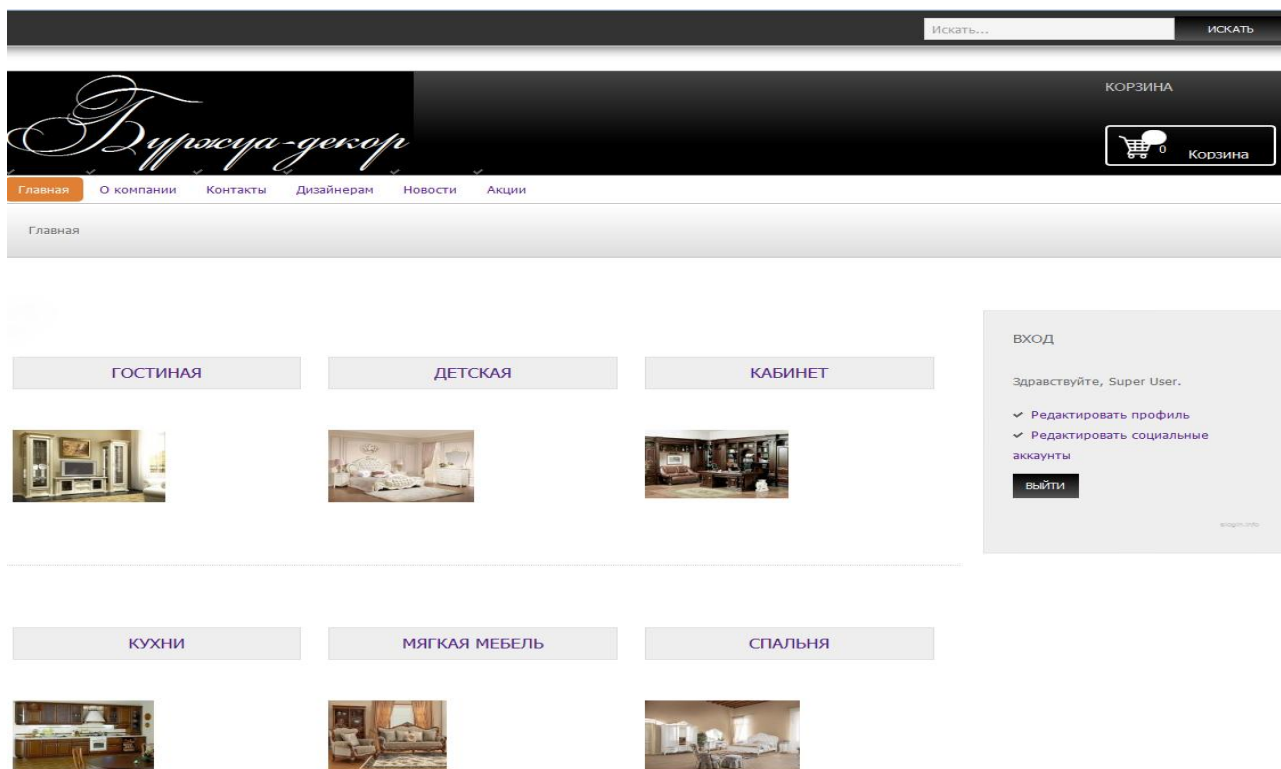 Искать...
ИСКАТЬ
Буржуа-декор
КОРЗИНА
0
Корзина
Главная
О компании
Контакты
Дизайнерам
Новости
Акции
Главная
ВХОД
Здравствуйте, Super User.
Редактировать профиль
Редактировать социальные
аккаунты
ВЫЙТИ
ГОСТИНАЯ
ДЕТСКАЯ
КАБИНЕТ
КУХНИ
МЯГКАЯ МЕБЕЛЬ
СПАЛЬНЯ